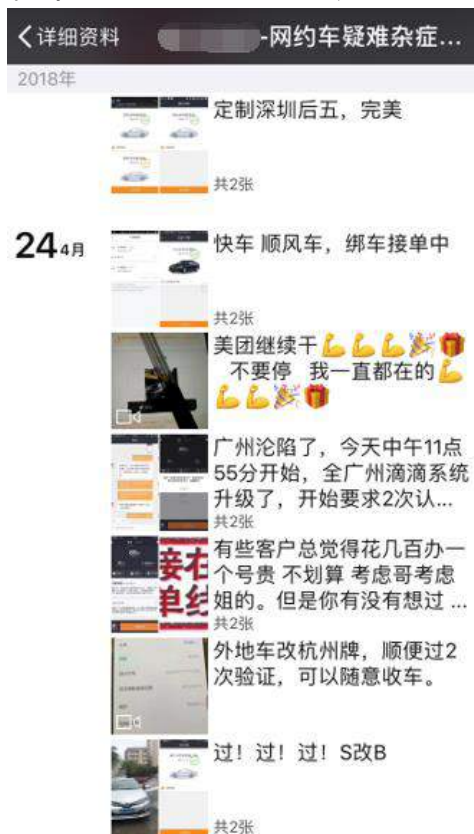 详细资料
-网约车疑难杂症...
2018年
定制深圳后五，完美
共2张
24 4月
快车 顺风车，绑车接单中
共2张
美团继续干💪💪💪🎉🎁
不要停 我一直都在的💪
💪💪🎉🎁
广州沦陷了，今天中午11点
55分开始，全广州滴滴系统
升级了，开始要求2次认...
共2张
有些客户总觉得花几百办一
个号贵 不划算 考虑哥考虑
姐的。但是你有没有想过 ...
共2张
接在
单线
外地车改杭州牌，顺便过2
次验证，可以随意收车。
过！过！过！S改B
共2张